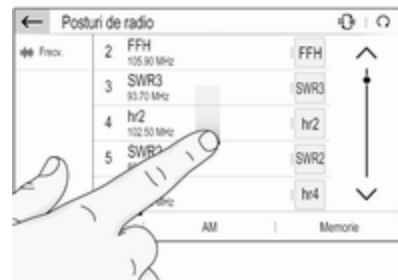 Posturi de radio
Frecv.
2 FFH FFH
105.90 MHz
3 SWR3 SWR3
93.70 MHz
4 hr2 hr2
102.50 MHz
5 SWR2 SWR2
hr4
MHz
AM Memorie